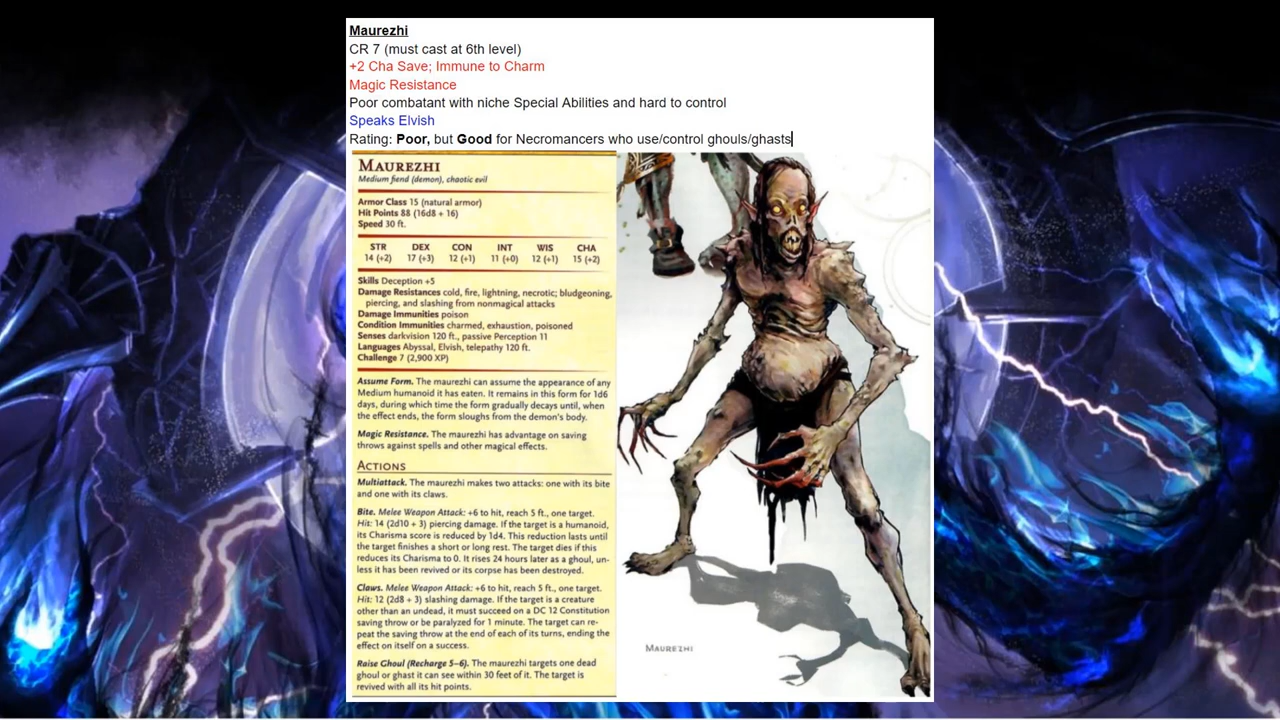 Maurezhi
CR 7 (must cast at 6th level)
+2 Cha Save; Immune to Charm
Magic Resistance
Poor combatant with niche Special Abilities and hard to control
Speaks Elvish
Rating: Poor, but Good for Necromancers who use/control ghouls/ghasts
MAUREZHI
Medium fiend (demon), chaotic evil
Armor Class 15 (natural armor)
Hit Points 88 (16d8 + 16)
Speed 30 ft.
STR DEX CON INT WIS CHA
14 (+2) 17 (+3) 12 (+1) 11 (+0) 12 (+1) 15 (+2)
Skills Deception +5
Damage Resistances cold, fire, lightning, necrotic; bludgeoning,
piercing, and slashing from nonmagical attacks
Damage Immunities poison
Condition Immunities charmed, exhaustion, poisoned
Senses darkvision 120 ft., passive Perception 11
Languages Abyssal, Elvish, telepathy 120 ft.
Challenge 7 (2,900 XP)
Assume Form. The maurezhi can assume the appearance of any
Medium humanoid it has eaten. It remains in this form for 1d6
days, during which time the form gradually decays until, when
the effect ends, the form sloughs from the demon's body.
Magic Resistance. The maurezhi has advantage on saving
throws against spells and other magical effects.
ACTIONS
Multiattack. The maurezhi makes two attacks: one with its bite
and one with its claws.
Bite. Melee Weapon Attack: +6 to hit, reach 5 ft., one target.
Hit: 14 (2d10 + 3) piercing damage. If the target is a humanoid,
its Charisma score is reduced by 1d4. This reduction lasts until
the target finishes a short or long rest. The target dies if this
reduces its Charisma to 0. It rises 24 hours later as a ghoul, un-
less it has been revived or its corpse has been destroyed.
Claws. Melee Weapon Attack: +6 to hit, reach 5 ft., one target.
Hit: 12 (2d8 + 3) slashing damage. If the target is a creature
other than an undead, it must succeed on a DC 12 Constitution
saving throw or be paralyzed for 1 minute. The target can re-
peat the saving throw at the end of each of its turns, ending the
effect on itself on a success.
Raise Ghoul (Recharge 5–6). The maurezhi targets one dead
ghoul or ghast it can see within 30 feet of it. The target is
revived with all its hit points.
MAUREZHI